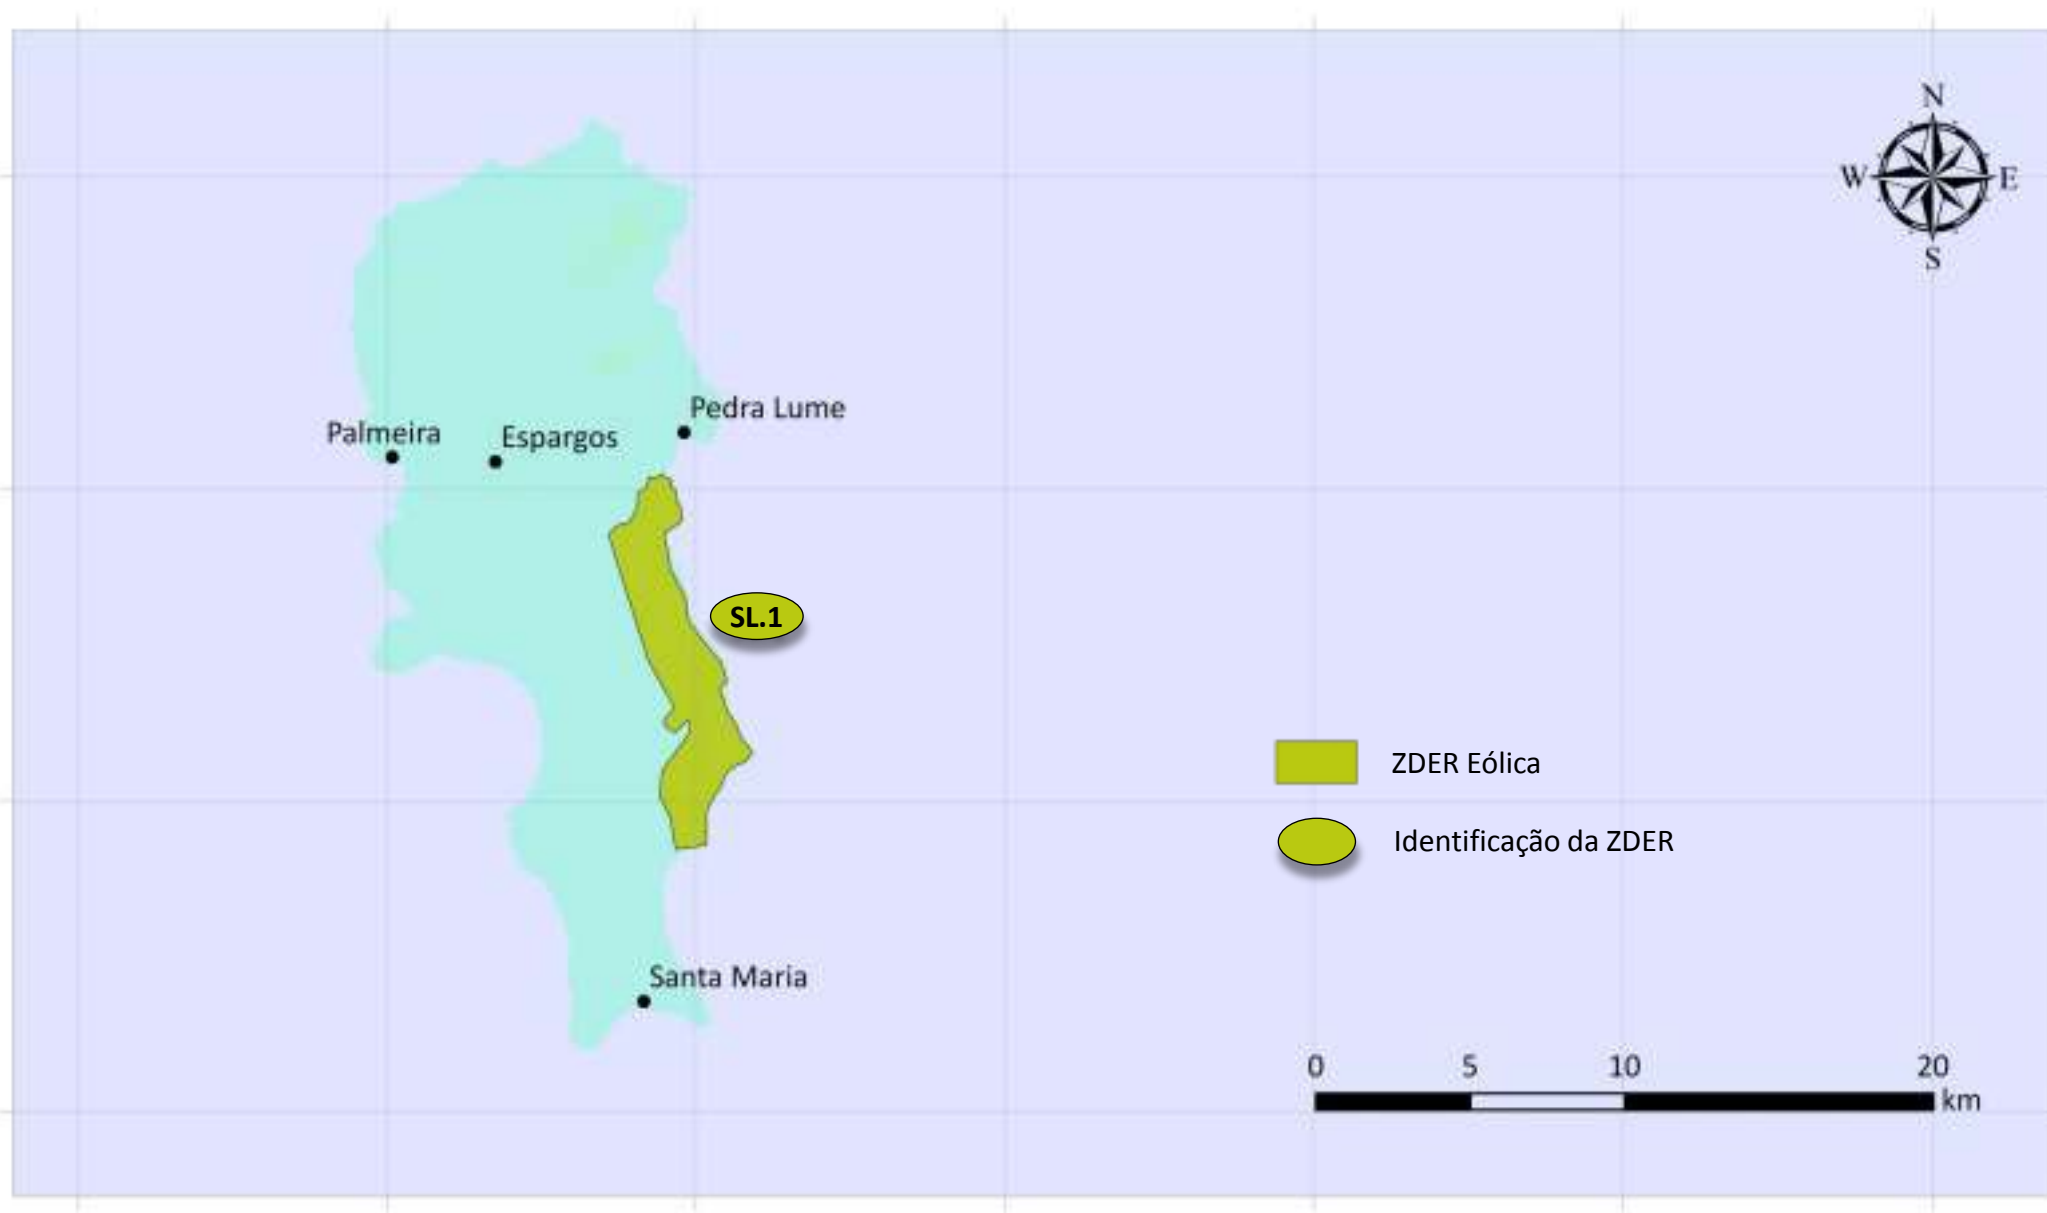 N
W E
S
Pedra Lume
Palmeira
Espargos
SL.1
ZDER Eólica
Identificação da ZDER
Santa Maria
0 5 10 20
km